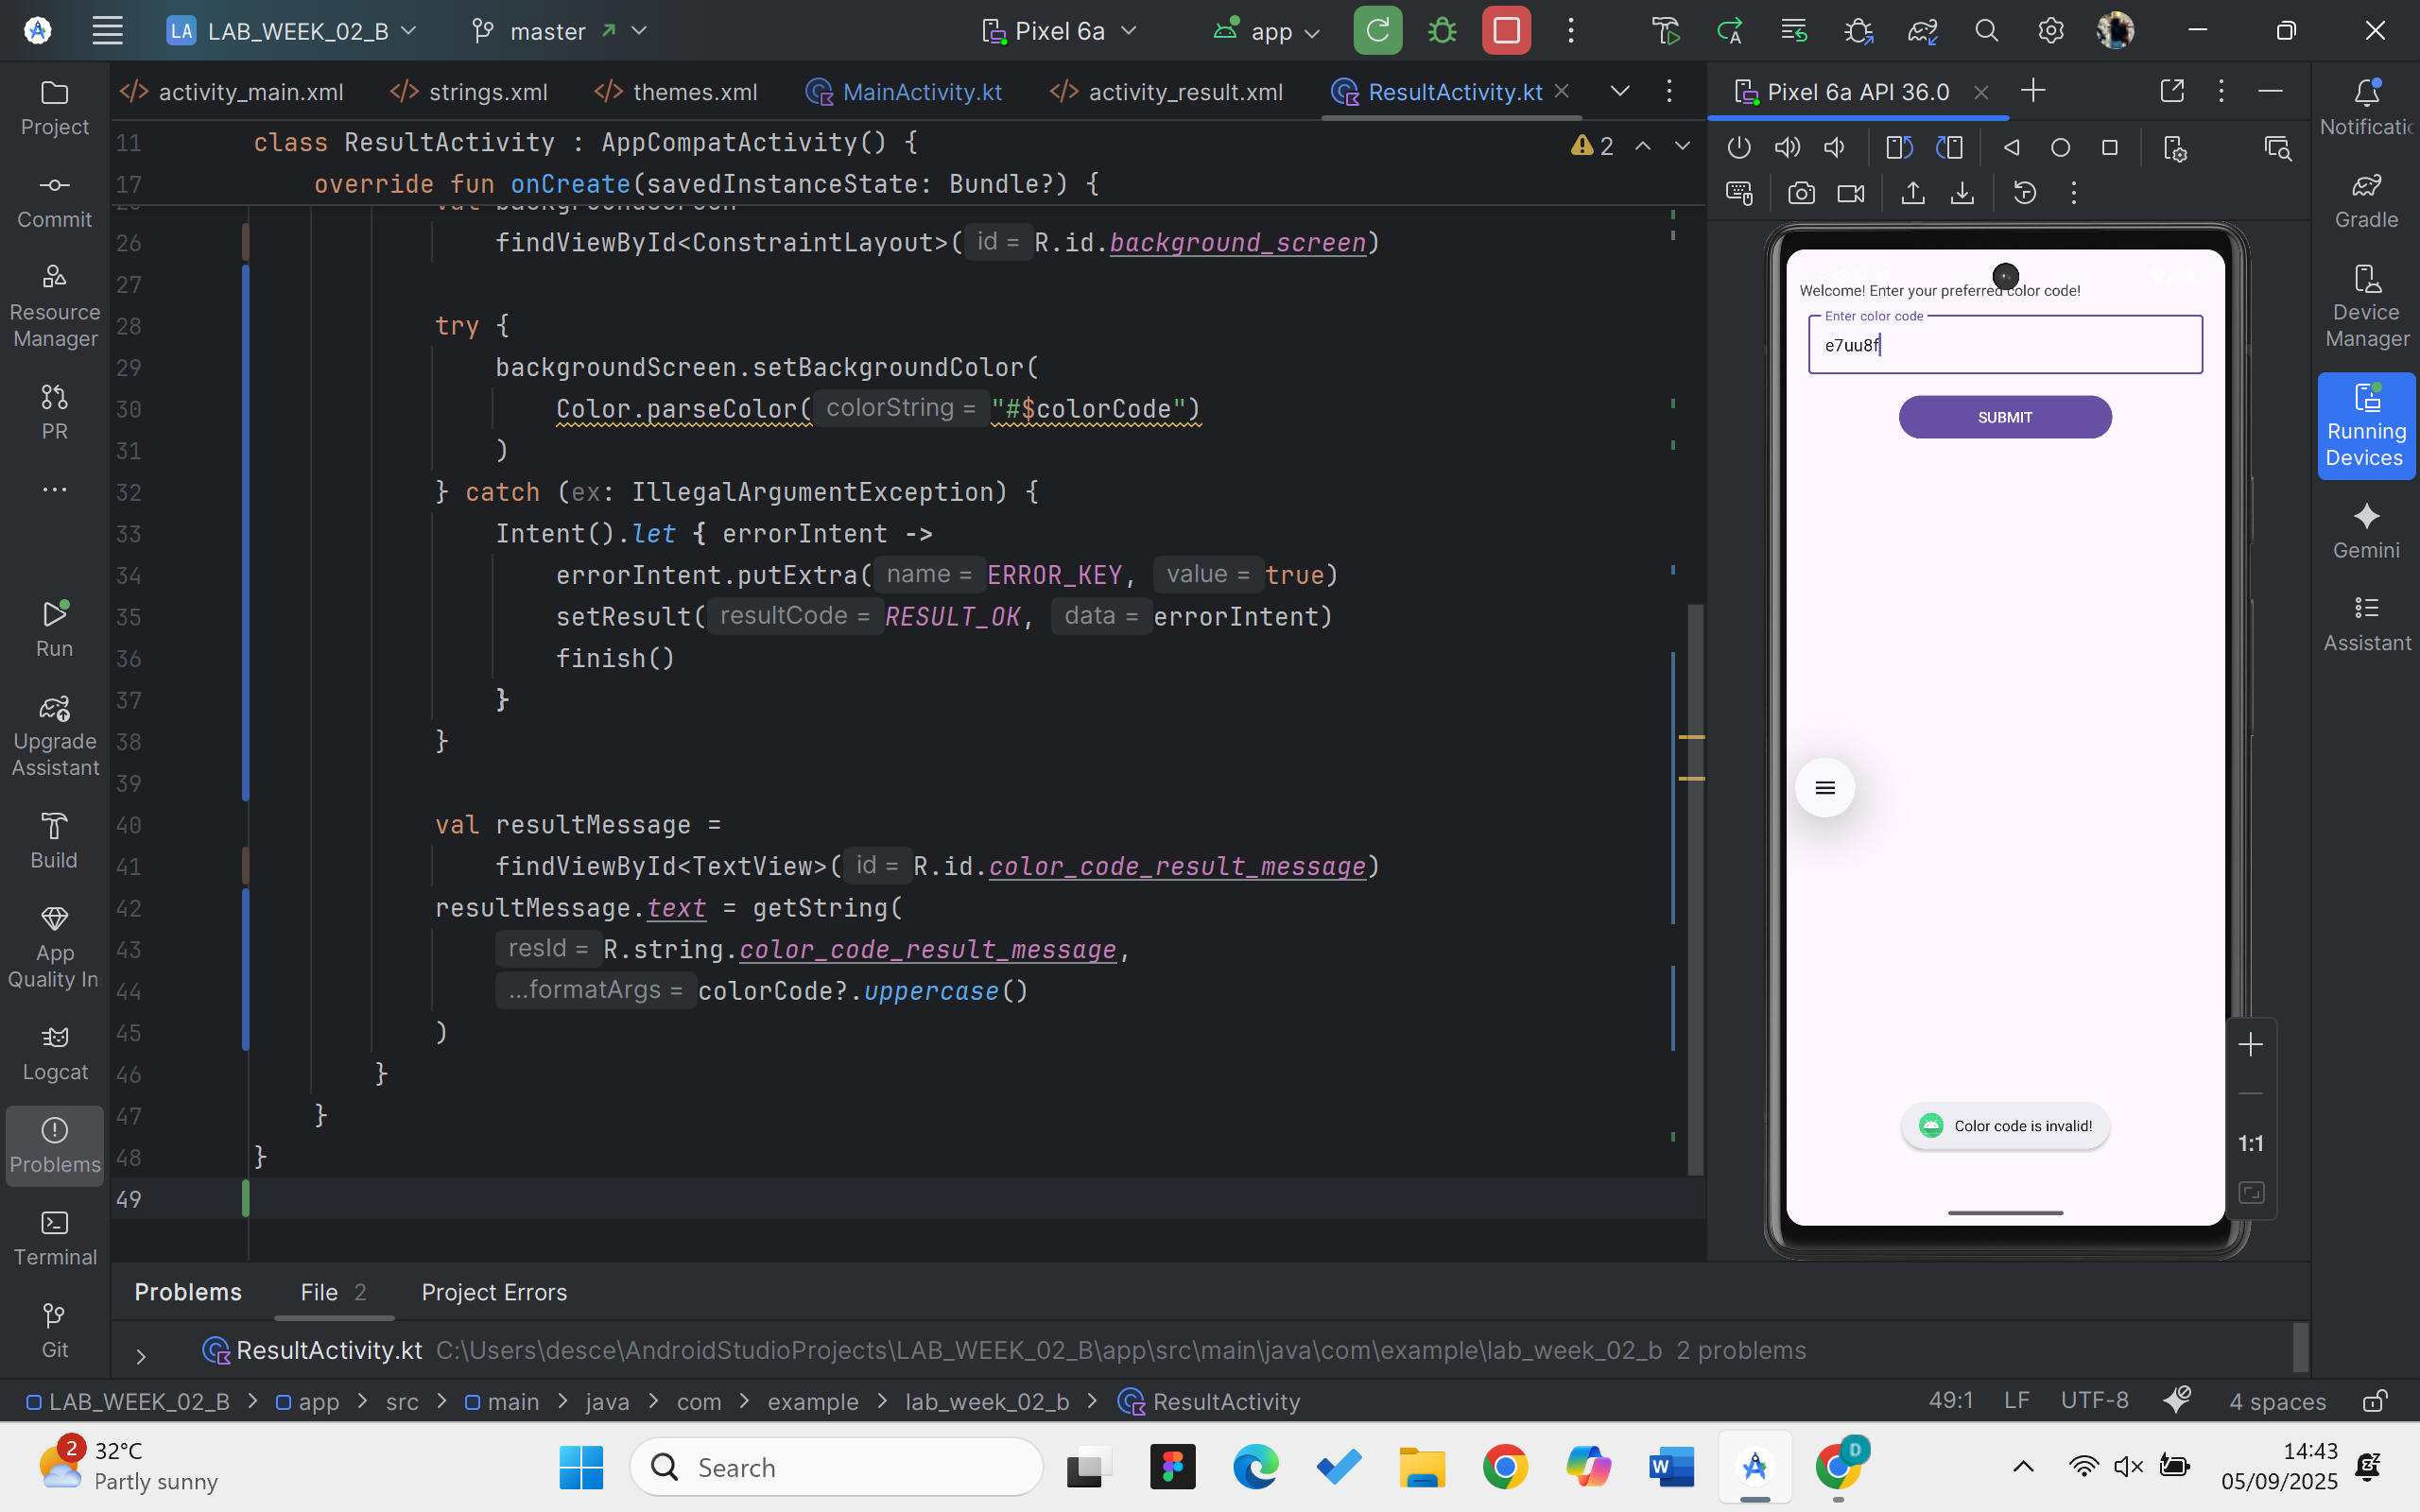 LA LAB_WEEK_02_B master Pixel 6a app
activity_main.xml strings.xml themes.xml MainActivity.kt activity_result.xml ResultActivity.kt
Pixel 6a API 36.0
Project
Commit
Resource
Manager
PR
Run
Upgrade
Assistant
Build
App
Quality In
Logcat
Problems
Terminal
Git
2
11 class ResultActivity : AppCompatActivity() {
17 override fun onCreate(savedInstanceState: Bundle?) {
26 findViewById<ConstraintLayout>( id = R.id.background_screen)
27
28 try {
29 backgroundScreen.setBackgroundColor(
30 Color.parseColor( colorString = "#$colorCode")
31 )
32 } catch (ex: IllegalArgumentException) {
33 Intent().let { errorIntent ->
34 errorIntent.putExtra( name = ERROR_KEY, value = true)
35 setResult( resultCode = RESULT_OK, data = errorIntent)
36 finish()
37 }
38 }
39
40 val resultMessage =
41 findViewById<TextView>( id = R.id.color_code_result_message)
42 resultMessage.text = getString(
43 resId = R.string.color_code_result_message,
44 ...formatArgs = colorCode?.uppercase()
45 )
46 }
47 }
48 }
49
Welcome! Enter your preferred color code!
Enter color code
e7uu8f
SUBMIT
Color code is invalid!
1:1
Notificatio
Gradle
Device
Manager
Running
Devices
Gemini
Assistant
Problems File 2 Project Errors
ResultActivity.kt C:\Users\desce\AndroidStudioProjects\LAB_WEEK_02_B\app\src\main\java\com\example\lab_week_02_b 2 problems
LAB_WEEK_02_B > app > src > main > java > com > example > lab_week_02_b > ResultActivity
49:1 LF UTF-8 4 spaces
2 32°C
Partly sunny
Search
W
D
14:43
05/09/2025